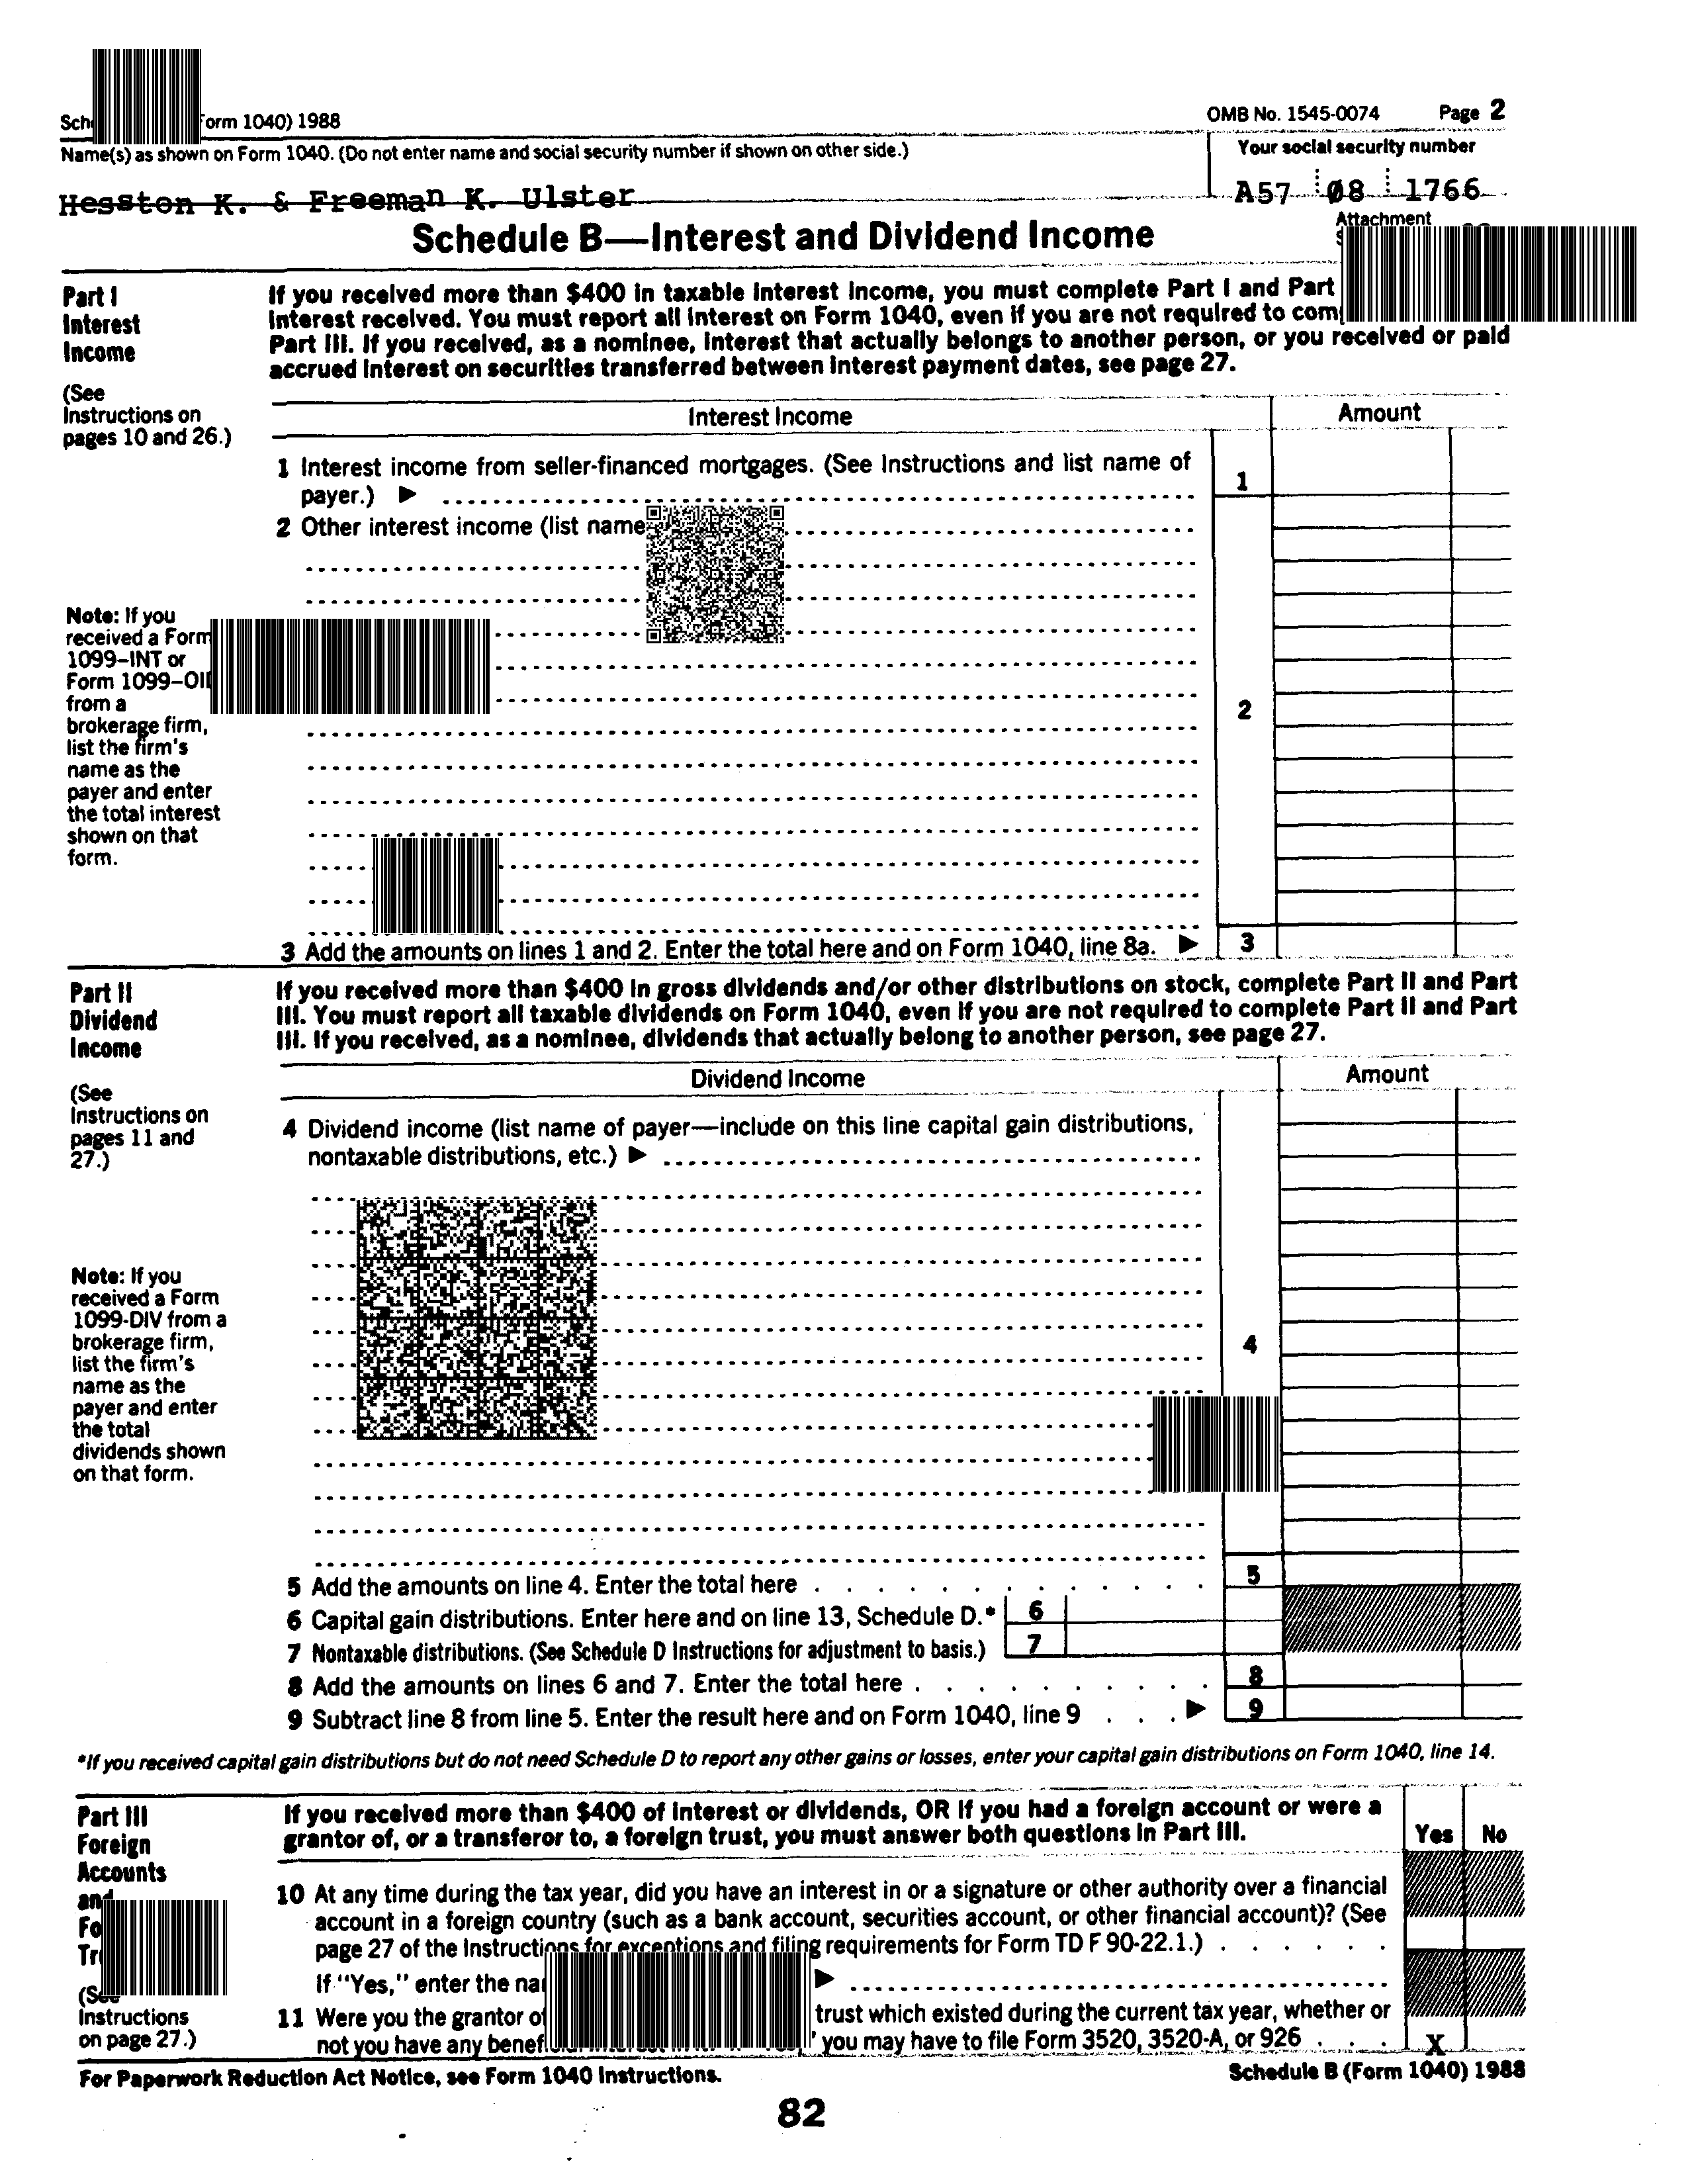 Form 1040) 1988
OMB No. 1545-0074 Page 2
Name(s) as shown on Form 1040. (Do not enter name and social security number if shown on other side.)
Your social security number
Hesston K. & Freeman K. Ulster
A57 08 1766
Attachment
Schedule B—Interest and Dividend Income
Part I
Interest
Income
(See
Instructions on
pages 10 and 26.)
If you received more than $400 in taxable interest income, you must complete Part I and Part
interest received. You must report all interest on Form 1040, even if you are not required to
Part III. If you received, as a nominee, interest that actually belongs to another person, or you received or paid
accrued interest on securities transferred between interest payment dates, see page 27.
Interest Income
Amount
1 Interest income from seller-financed mortgages. (See Instructions and list name of
payer.) ▶
1
2 Other interest income (list name
Note: If you
received a Form
1099–INT or
Form
from a
brokerage firm,
list the firm's
name as the
payer and enter
the total interest
shown on that
form.
2
3 Add the amounts on lines 1 and 2. Enter the total here and on Form 1040, line 8a. ▶ 3
Part II
Dividend
Income
(See
Instructions on
pages 11 and
27.)
If you received more than $400 in gross dividends and/or other distributions on stock, complete Part II and Part
III. You must report all taxable dividends on Form 1040, even if you are not required to complete Part II and Part
III. If you received, as a nominee, dividends that actually belong to another person, see page 27.
Dividend Income
Amount
4 Dividend income (list name of payer—include on this line capital gain distributions,
nontaxable distributions, etc.) ▶
Note: If you
received a Form
1099-DIV from a
brokerage firm,
list the firm's
name as the
payer and enter
the total
dividends shown
on that form.
4
5 Add the amounts on line 4. Enter the total here . . . . . . . . . . . . . 5
6 Capital gain distributions. Enter here and on line 13, Schedule D.* 6
7 Nontaxable distributions. (See Schedule D Instructions for adjustment to basis.) 7
8 Add the amounts on lines 6 and 7. Enter the total here . . . . . . . . . . 8
9 Subtract line 8 from line 5. Enter the result here and on Form 1040, line 9 . . . ▶ 9
*If you received capital gain distributions but do not need Schedule D to report any other gains or losses, enter your capital gain distributions on Form 1040, line 14.
Part III
Foreign
Accounts
and
(See
Instructions
on page 27.)
If you received more than $400 of interest or dividends, OR if you had a foreign account or were a
grantor of, or a transferor to, a foreign trust, you must answer both questions in Part III.
Yes No
10 At any time during the tax year, did you have an interest in or a signature or other authority over a financial
account in a foreign country (such as a bank account, securities account, or other financial account)? (See
page 27 of the Instructions for exceptions and filing requirements for Form TD F 90-22.1.) . . . . . .
If "Yes," enter the ▶
11 Were you the grantor trust which existed during the current tax year, whether or
not you have any you may have to file Form 3520, 3520-A, or 926 . . . . X
For Paperwork Reduction Act Notice, see Form 1040 Instructions.
Schedule B (Form 1040) 1988
82